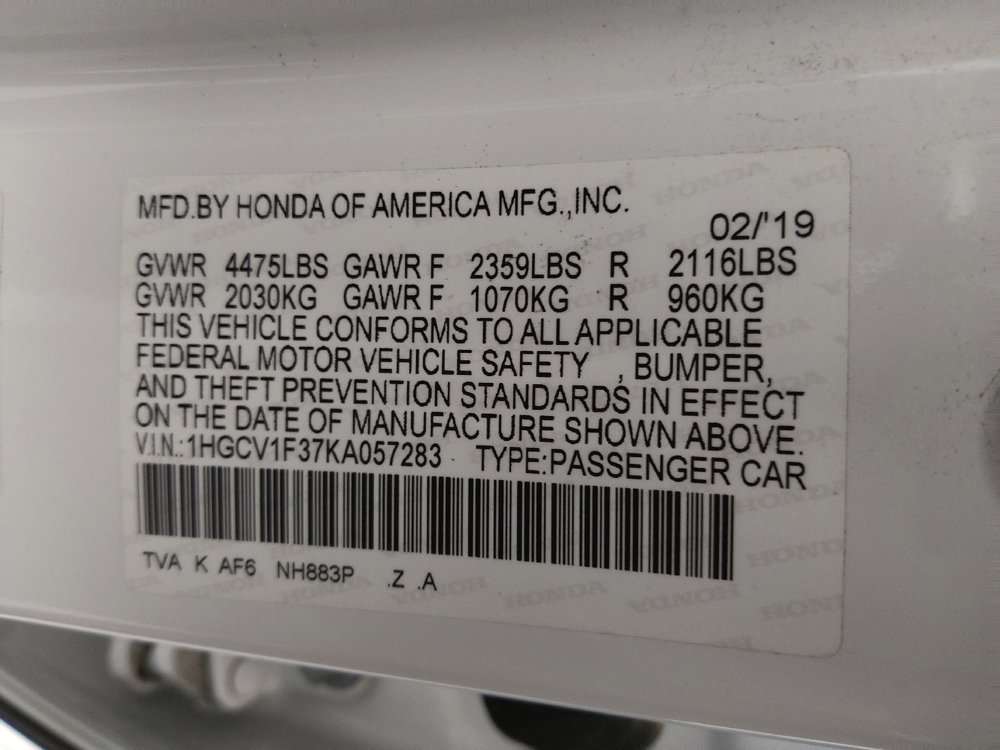 MFD.BY HONDA OF AMERICA MFG.,INC.
02/'19
GVWR 4475LBS GAWR F 2359LBS R 2116LBS
GVWR 2030KG GAWR F 1070KG R 960KG
THIS VEHICLE CONFORMS TO ALL APPLICABLE
FEDERAL MOTOR VEHICLE SAFETY , BUMPER,
AND THEFT PREVENTION STANDARDS IN EFFECT
ON THE DATE OF MANUFACTURE SHOWN ABOVE.
V.I.N.:1HGCV1F37KA057283 TYPE:PASSENGER CAR
TVA K AF6 NH883P .Z .A